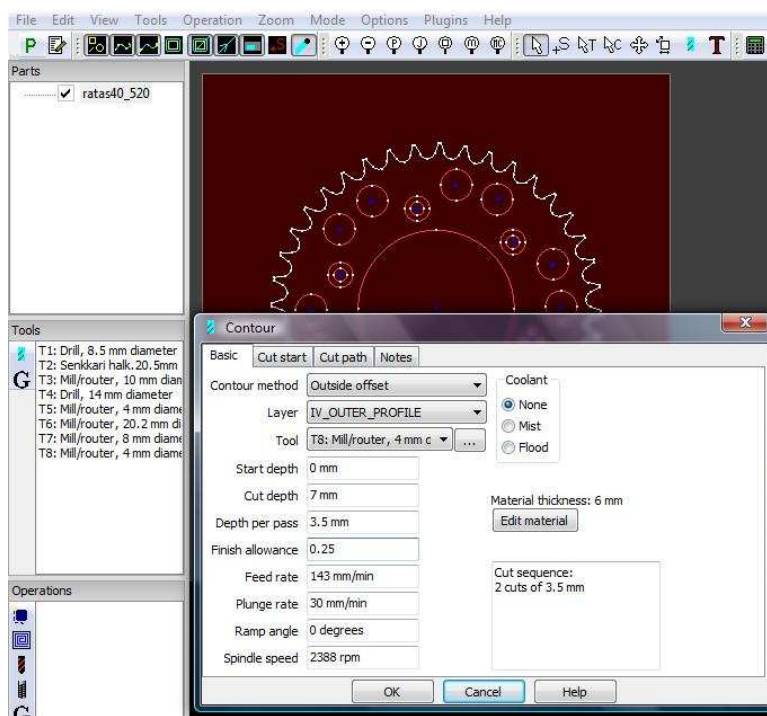 File Edit View Tools Operation Zoom Mode Options Plugins Help
P +S T C T
Parts
ratas40_520
Tools
G
T1: Drill, 8.5 mm diameter
T2: Senkkari halk.20.5mm
T3: Mill/router, 10 mm diam
T4: Drill, 14 mm diameter
T5: Mill/router, 4 mm diame
T6: Mill/router, 20.2 mm di
T7: Mill/router, 8 mm diame
T8: Mill/router, 4 mm diame
Operations
G
Contour
Basic Cut start Cut path Notes
Contour method Outside offset
Layer IV_OUTER_PROFILE
Tool T8: Mill/router, 4 mm c ...
Start depth 0 mm
Cut depth 7 mm
Depth per pass 3.5 mm
Finish allowance 0.25
Feed rate 143 mm/min
Plunge rate 30 mm/min
Ramp angle 0 degrees
Spindle speed 2388 rpm
Coolant
None
Mist
Flood
Material thickness: 6 mm
Edit material
Cut sequence:
2 cuts of 3.5 mm
OK Cancel Help